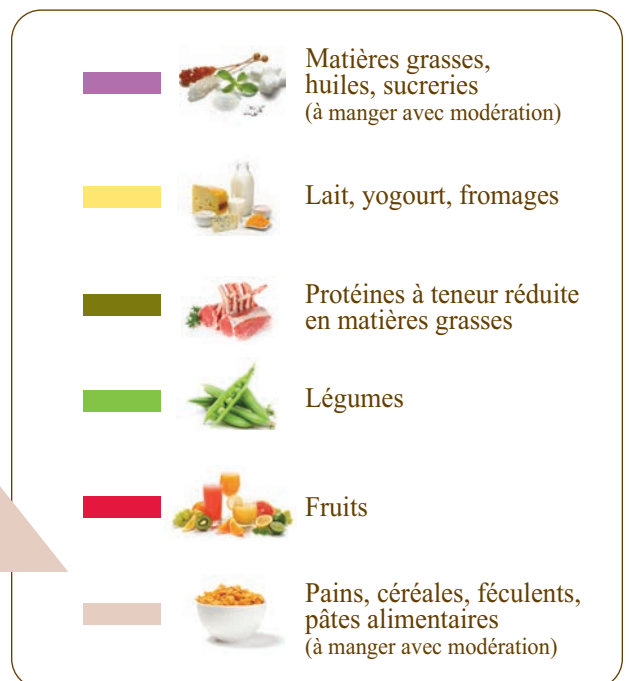 Matières grasses,
huiles, sucreries
(à manger avec modération)
Lait, yogourt, fromages
Protéines à teneur réduite
en matières grasses
Légumes
Fruits
Pains, céréales, féculents,
pâtes alimentaires
(à manger avec modération)